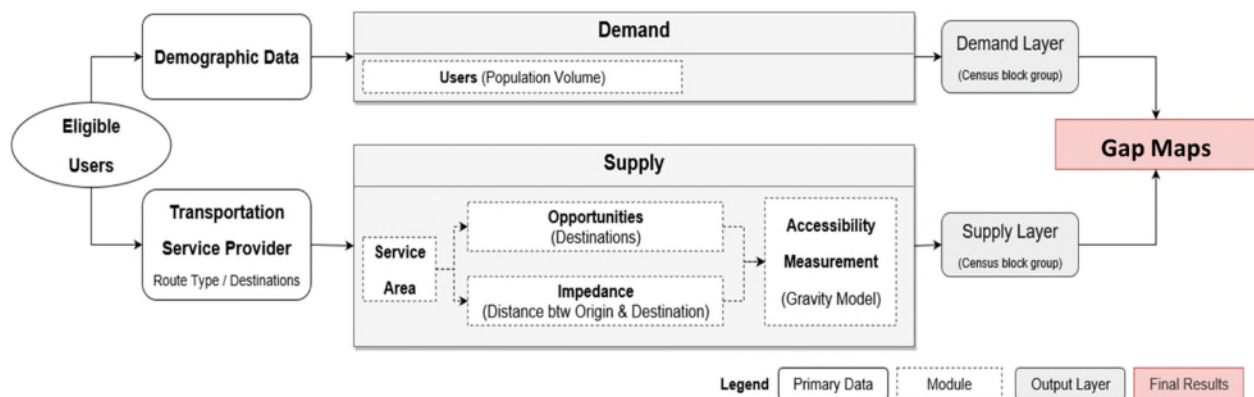 Eligible
Users
Demographic Data
Demand
Users (Population Volume)
Demand Layer
(Census block group)
Transportation
Service Provider
Route Type / Destinations
Supply
Service
Area
Opportunities
(Destinations)
Impedance
(Distance btw Origin & Destination)
Accessibility
Measurement
(Gravity Model)
Supply Layer
(Census block group)
Gap Maps
Legend
Primary Data
Module
Output Layer
Final Results